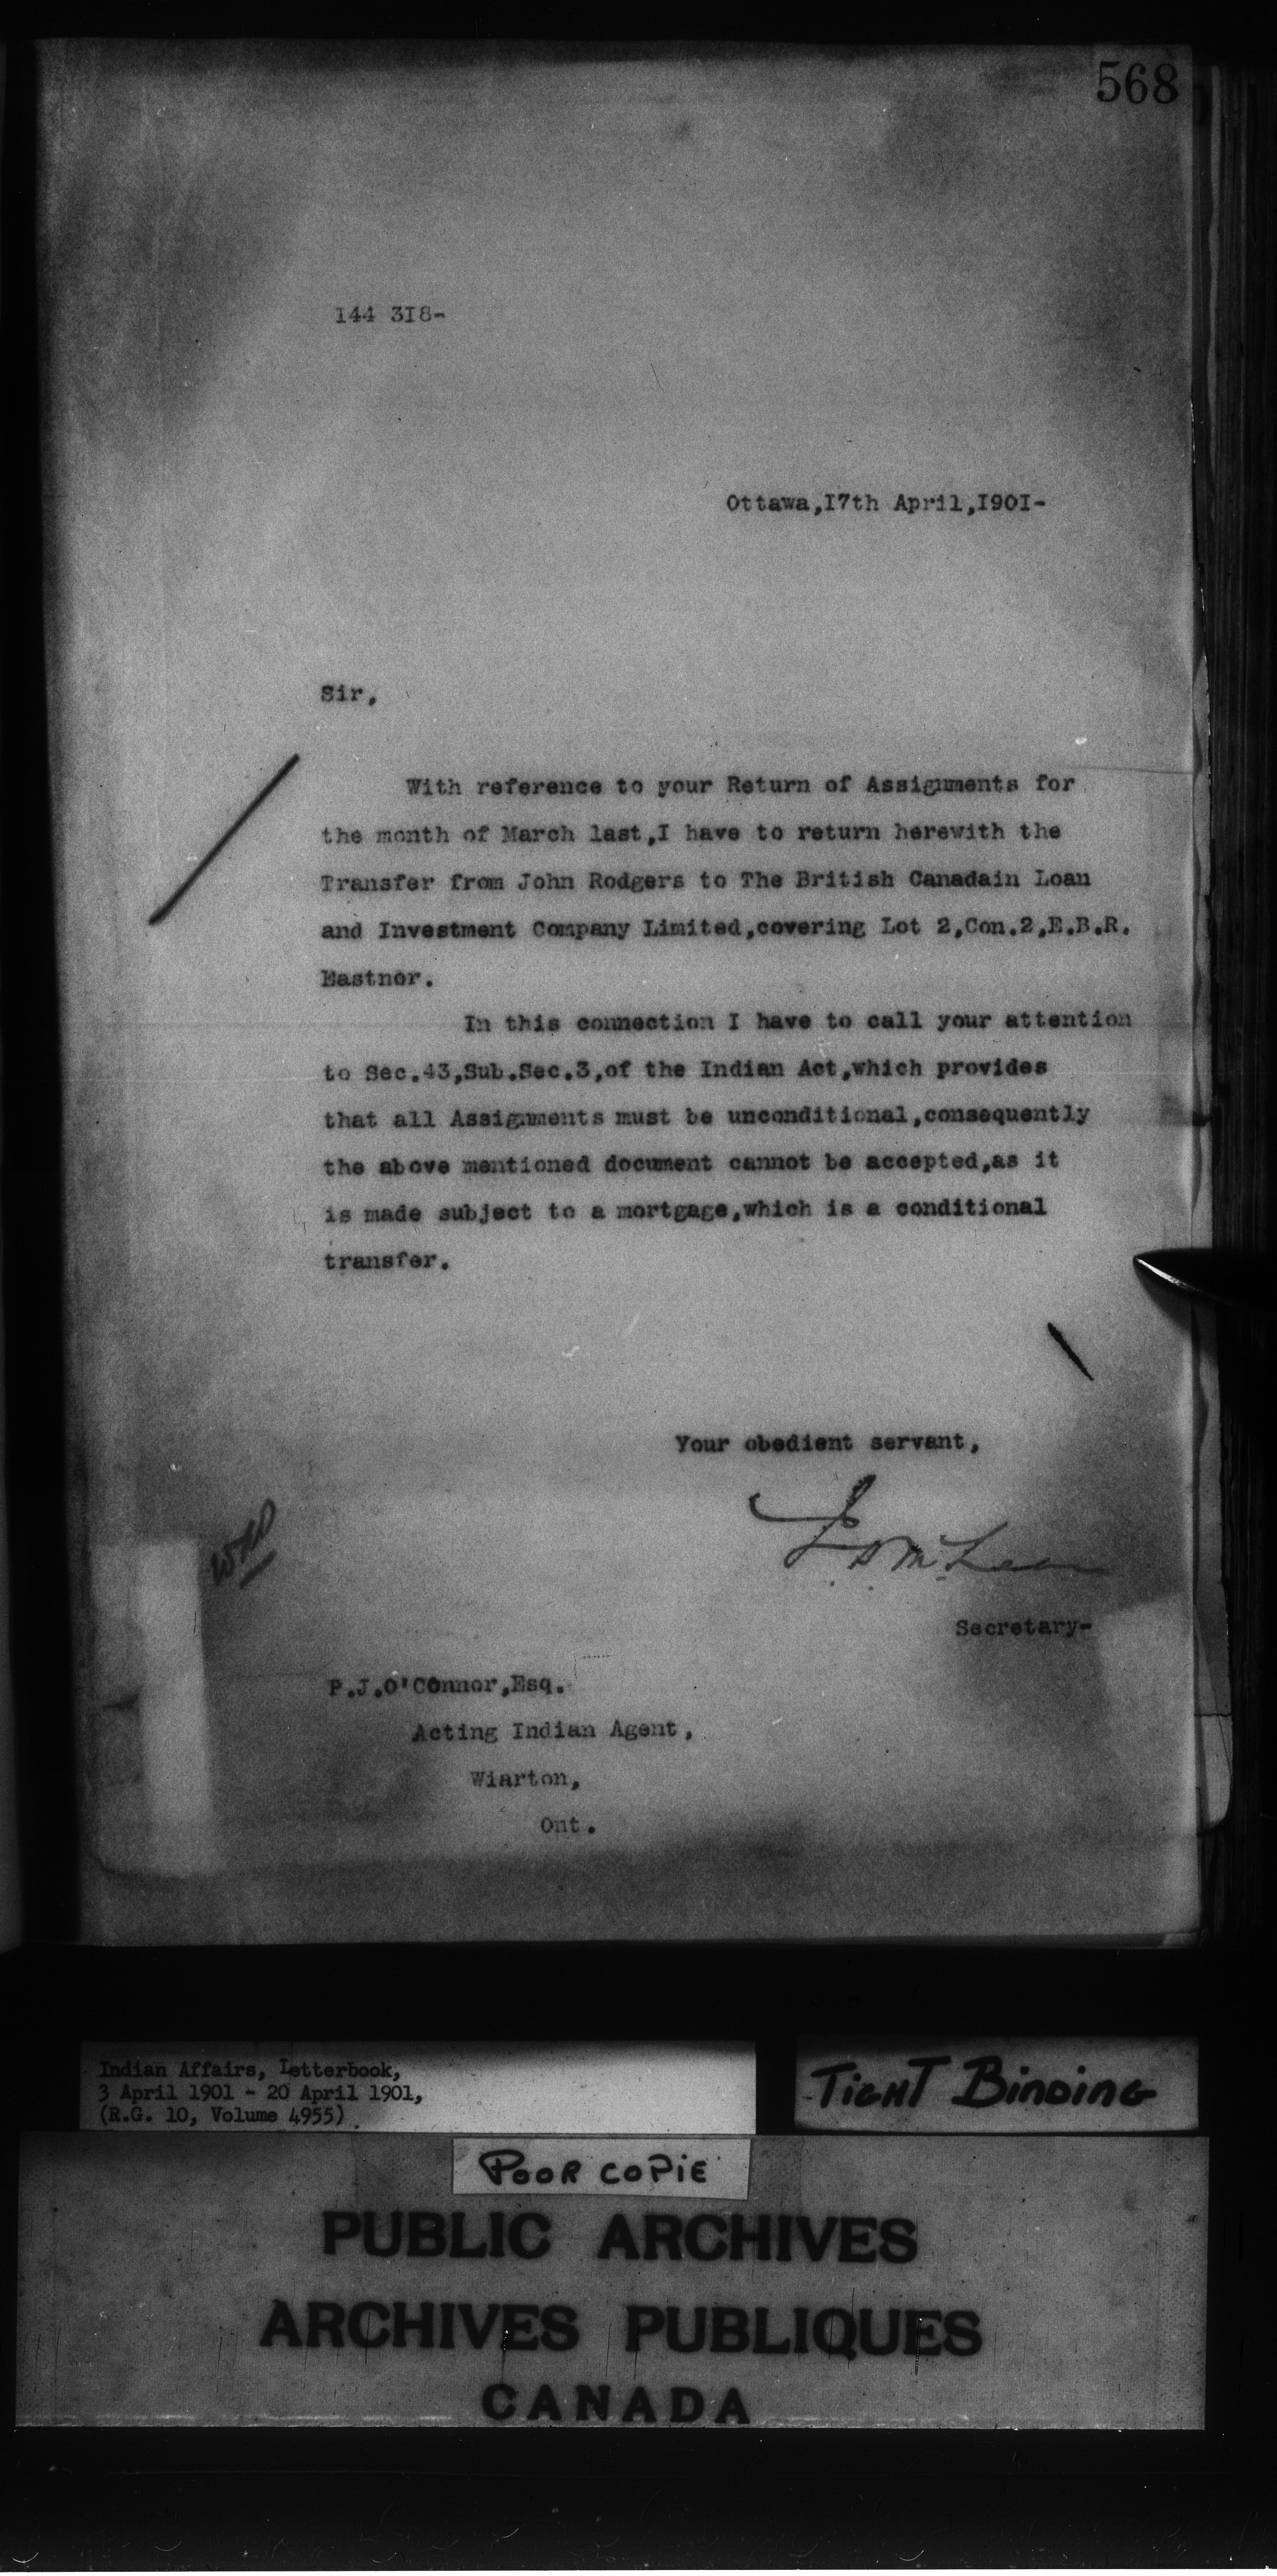 568
144 318-
Ottawa,17th April,1901-
Sir,
With reference to your Return of Assignments for
the month of March last,I have to return herewith the
Transfer from John Rodgers to The British Canadain Loan
and Investment Company Limited,covering Lot 2,Con.2,E.B.R.
Eastnor.
In this connection I have to call your attention
to Sec.43,Sub.Sec.3,of the Indian Act,which provides
that all Assignments must be unconditional,consequently
the above mentioned document cannot be accepted,as it
is made subject to a mortgage,which is a conditional
transfer.
Your obedient servant,
J D McLean
Secretary-
P.J.O'COnnor,Esq.
Acting Indian Agent,
Wiarton,
Ont.
Indian Affairs, Letterbook,
3 April 1901 - 20 April 1901,
(R.G. 10, Volume 4955)
TIGHT BINDING
POOR COPIE
PUBLIC ARCHIVES
ARCHIVES PUBLIQUES
CANADA